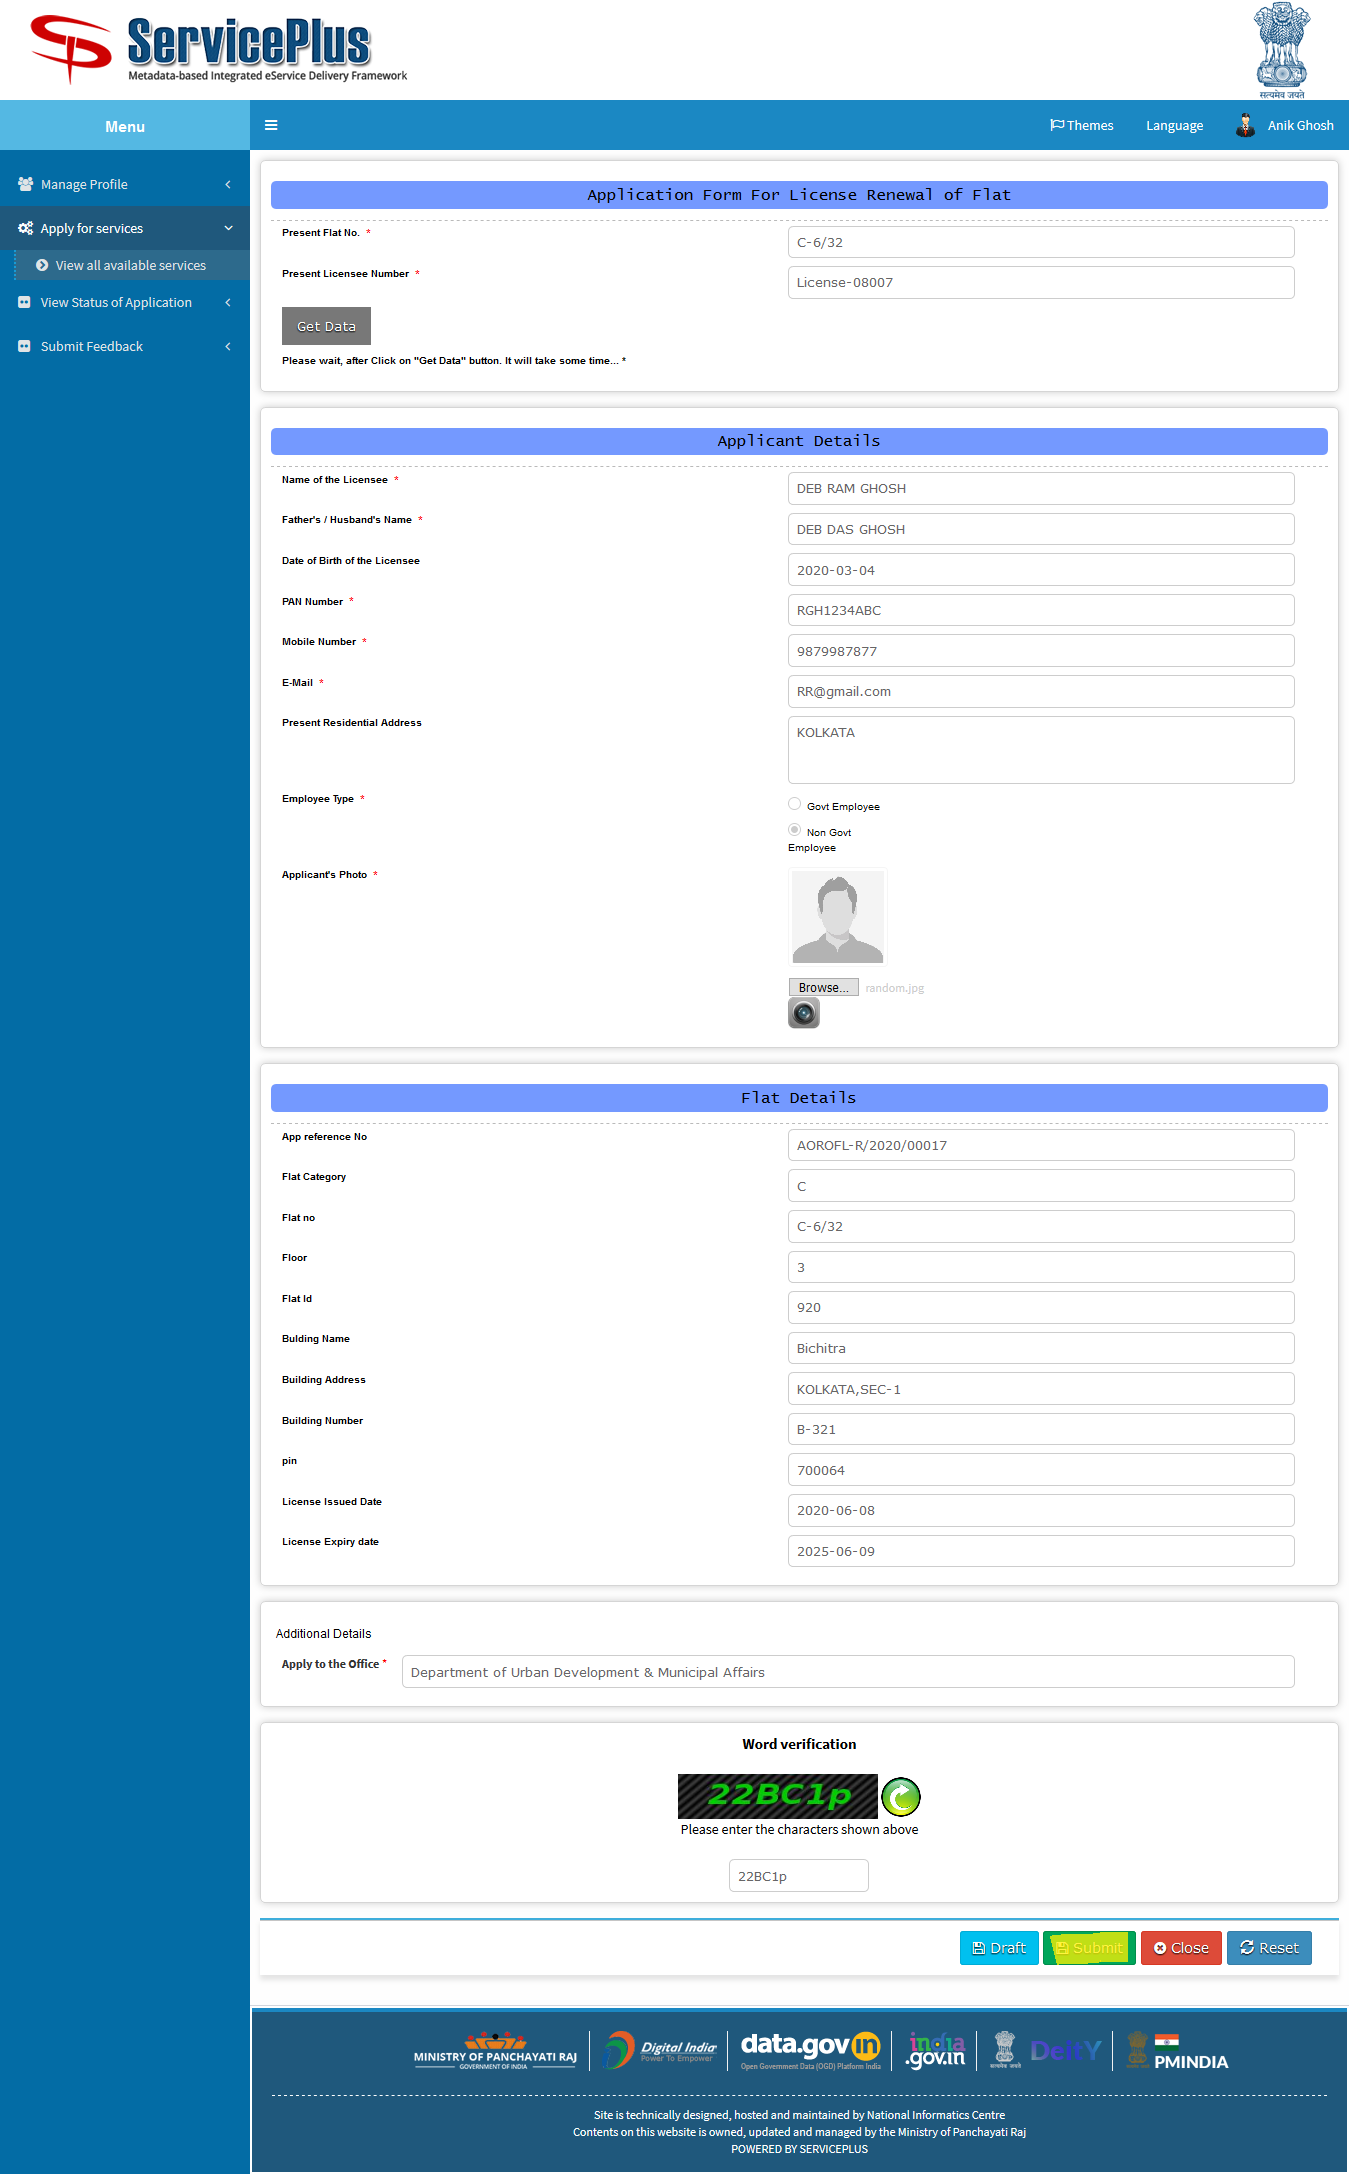 ServicePlus
Metadata-based Integrated eService Delivery Framework
सत्यमेव जयते
Menu
Themes
Language
Anik Ghosh
Manage Profile
Apply for services
View all available services
View Status of Application
Submit Feedback
Application Form For License Renewal of Flat
Present Flat No. *
C-6/32
Present Licensee Number *
License-08007
Get Data
Please wait, after Click on "Get Data" button. It will take some time... *
Applicant Details
Name of the Licensee *
DEB RAM GHOSH
Father's / Husband's Name *
DEB DAS GHOSH
Date of Birth of the Licensee
2020-03-04
PAN Number *
RGH1234ABC
Mobile Number *
9879987877
E-Mail *
RR@gmail.com
Present Residential Address
KOLKATA
Employee Type *
Govt Employee
Non Govt
Employee
Applicant's Photo *
Browse... random.jpg
Flat Details
App reference No
AOROFL-R/2020/00017
Flat Category
C
Flat no
C-6/32
Floor
3
Flat Id
920
Bulding Name
Bichitra
Building Address
KOLKATA,SEC-1
Building Number
B-321
pin
700064
License Issued Date
2020-06-08
License Expiry date
2025-06-09
Additional Details
Apply to the Office *
Department of Urban Development & Municipal Affairs
Word verification
22BC1p
Please enter the characters shown above
22BC1p
Draft
Submit
Close
Reset
MINISTRY OF PANCHAYATI RAJ
GOVERNMENT OF INDIA
Digital India
Power To Empower
data.gov in
Open Government Data (OGD) Platform India
india
.gov.in
सत्यमेव जयते
DeitY
PMINDIA
Site is technically designed, hosted and maintained by National Informatics Centre
Contents on this website is owned, updated and managed by the Ministry of Panchayati Raj
POWERED BY SERVICEPLUS